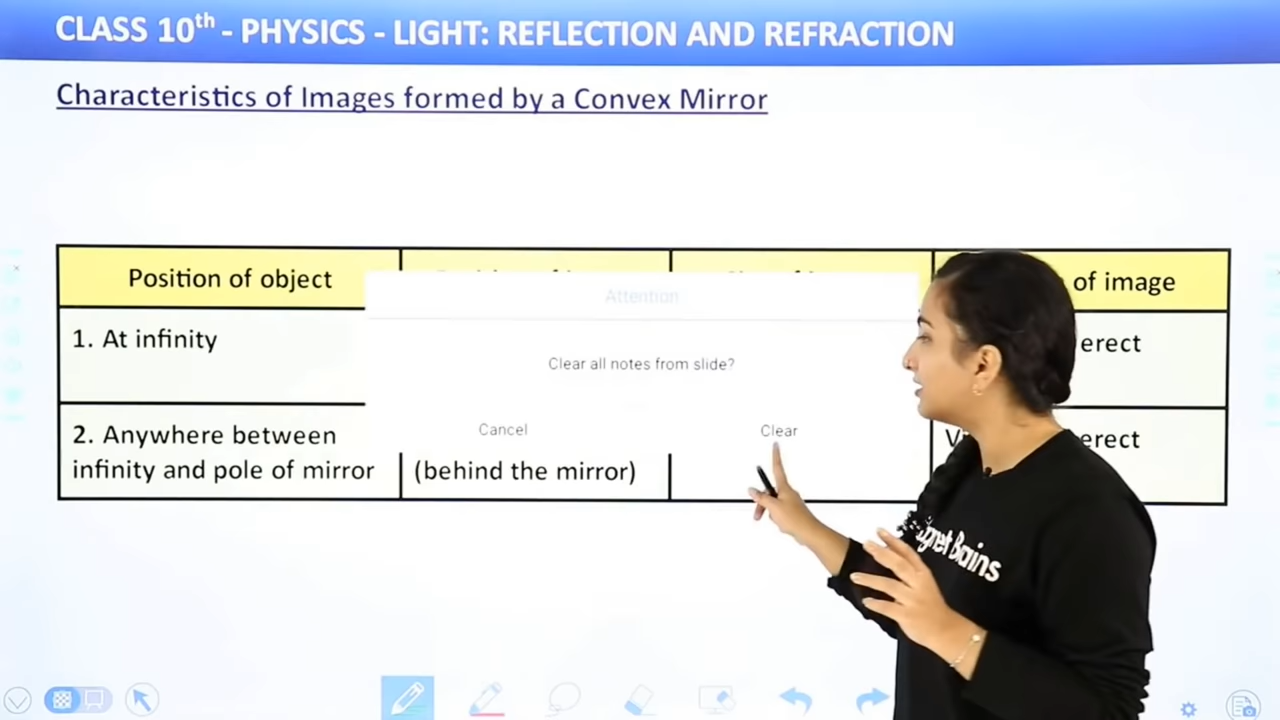 CLASS 10th - PHYSICS - LIGHT: REFLECTION AND REFRACTION
Characteristics of Images formed by a Convex Mirror
Position of object
of image
Attention
1. At infinity
erect
Clear all notes from slide?
Cancel
Clear
2. Anywhere between
infinity and pole of mirror
(behind the mirror)
erect
Brains